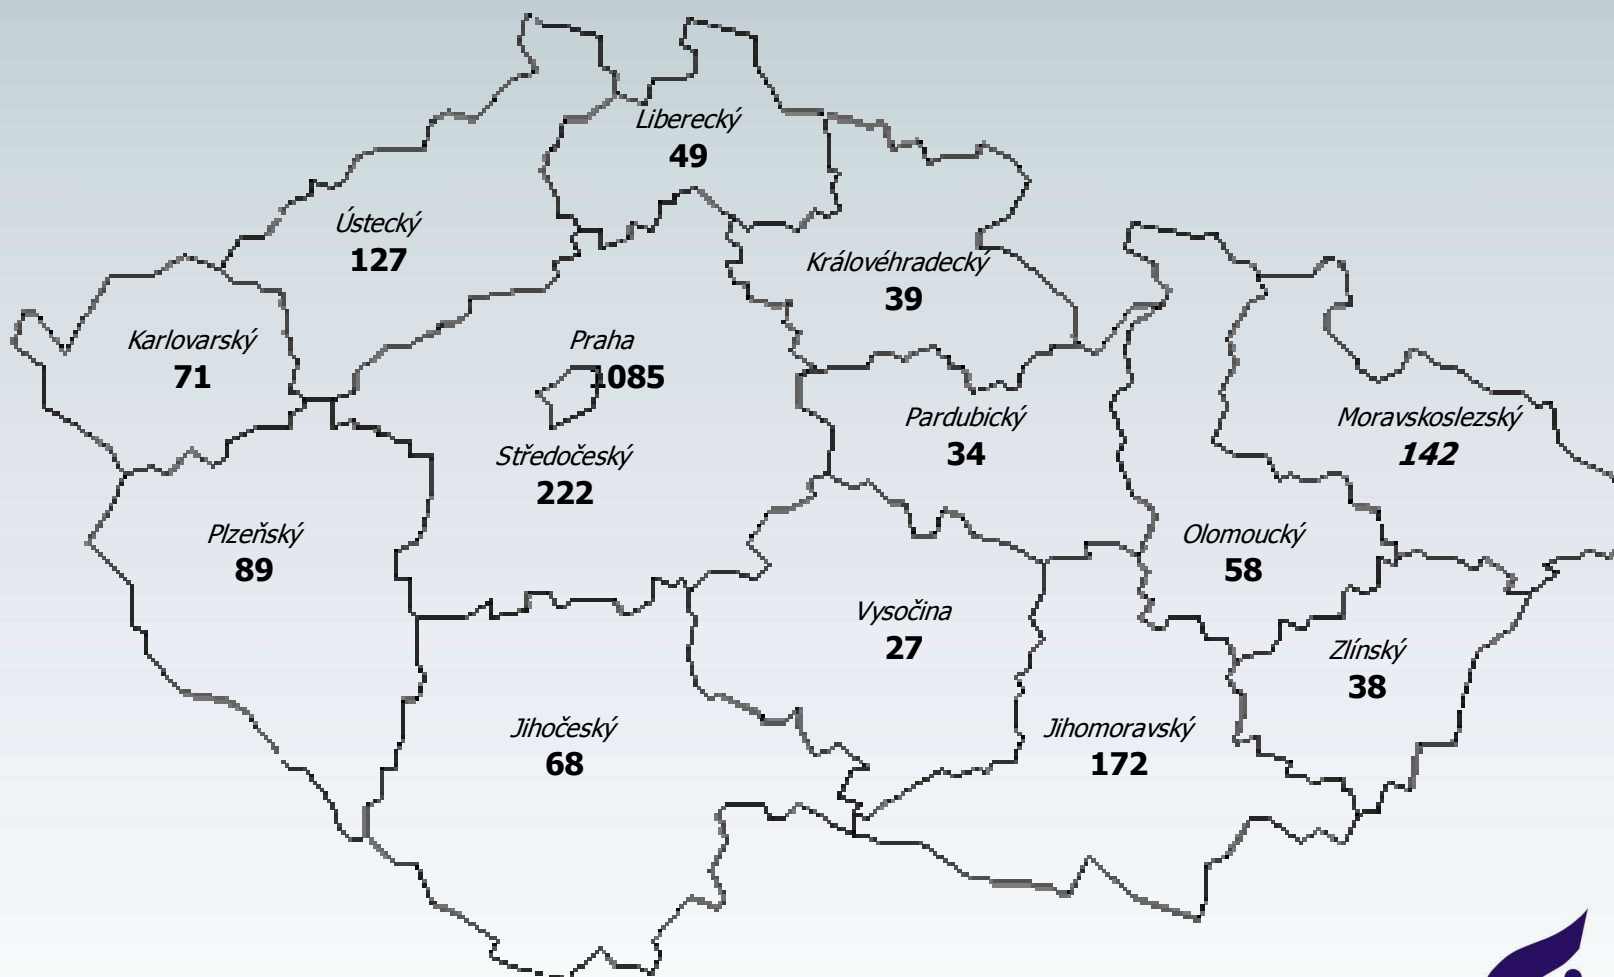 Liberecký
49
Ústecký
127
Královéhradecký
39
Karlovarský
71
Praha
1085
Pardubický
34
Moravskoslezský
142
Středočeský
222
Plzeňský
89
Olomoucký
58
Vysočina
27
Zlínský
38
Jihočeský
68
Jihomoravský
172